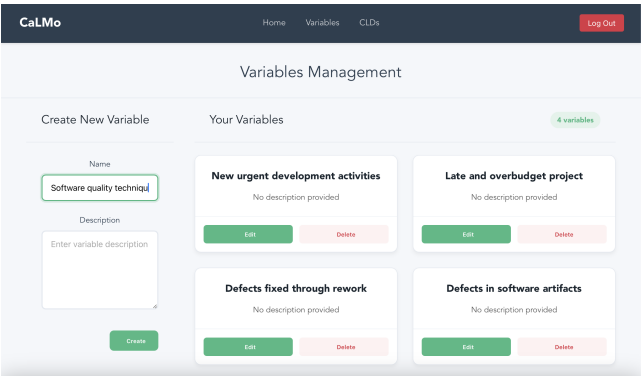 CaLMo
Home Variables CLDs
Log Out
Variables Management
Create New Variable
Name
Software quality techniqu
Description
Enter variable description
Create
Your Variables
4 variables
New urgent development activities
No description provided
Edit Delete
Late and overbudget project
No description provided
Edit Delete
Defects fixed through rework
No description provided
Edit Delete
Defects in software artifacts
No description provided
Edit Delete